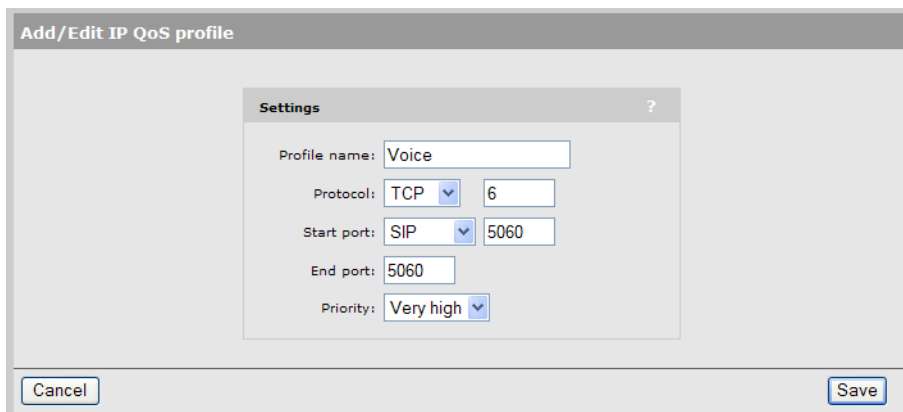 Add/Edit IP QoS profile
Settings ?
Profile name: Voice
Protocol: TCP 6
Start port: SIP 5060
End port: 5060
Priority: Very high
Cancel Save